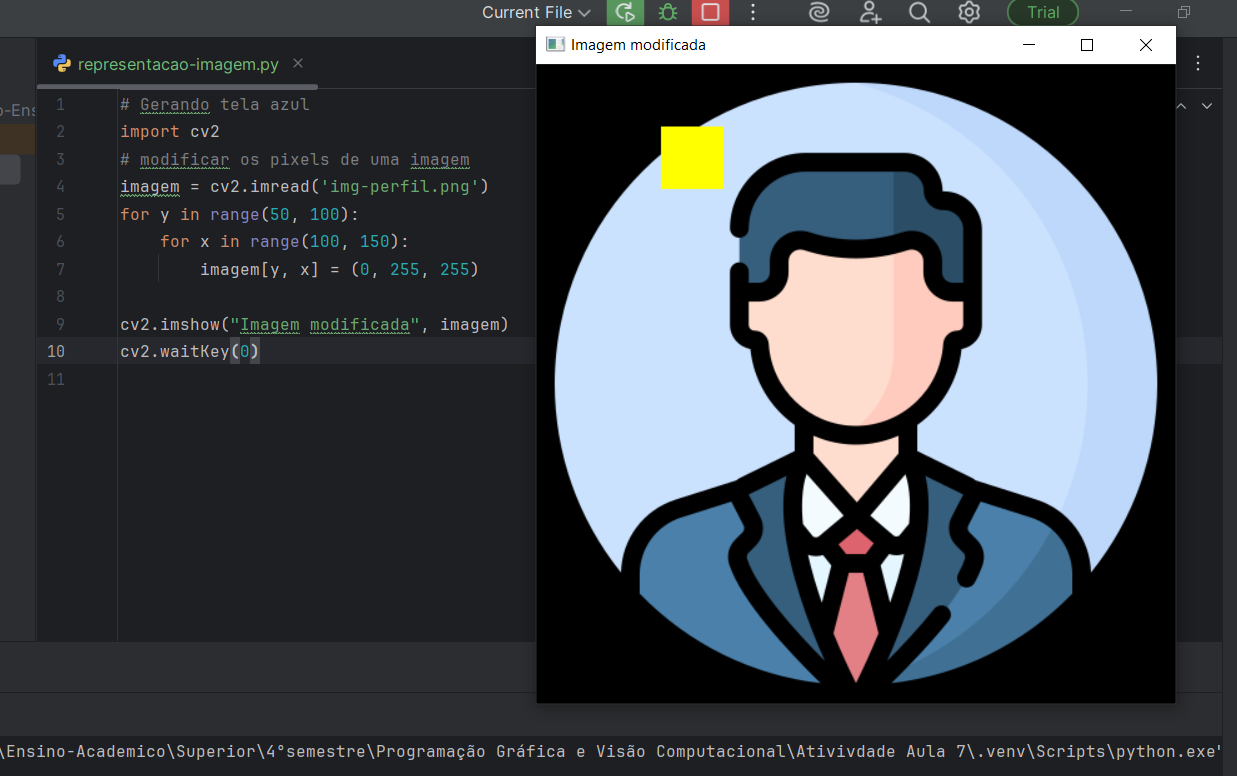 Current File
Trial
Imagem modificada
representacao-imagem.py
o-Ens
1 # Gerando tela azul
2 import cv2
3 # modificar os pixels de uma imagem
4 imagem = cv2.imread('img-perfil.png')
5 for y in range(50, 100):
6 for x in range(100, 150):
7 imagem[y, x] = (0, 255, 255)
8
9 cv2.imshow("Imagem modificada", imagem)
10 cv2.waitKey(0)
11
\Ensino-Academico\Superior\4°semestre\Programação Gráfica e Visão Computacional\Ativivdade Aula 7\.venv\Scripts\python.exe"